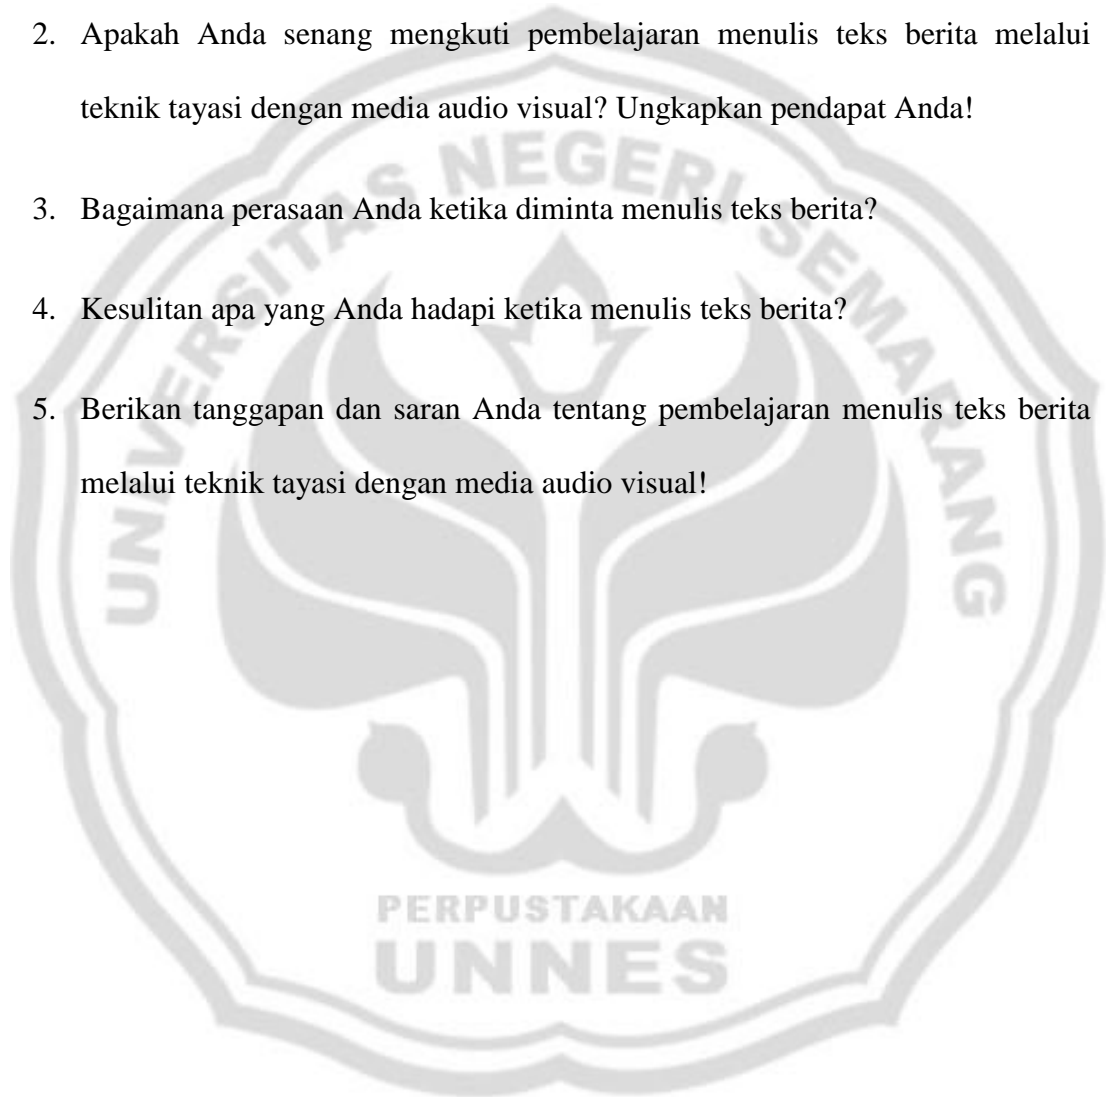 2. Apakah Anda senang mengkuti pembelajaran menulis teks berita melalui
teknik tayasi dengan media audio visual? Ungkapkan pendapat Anda!
3. Bagaimana perasaan Anda ketika diminta menulis teks berita?
4. Kesulitan apa yang Anda hadapi ketika menulis teks berita?
5. Berikan tanggapan dan saran Anda tentang pembelajaran menulis teks berita
melalui teknik tayasi dengan media audio visual!
UNIVERSITAS NEGERI SEMARANG
PERPUSTAKAAN
UNNES